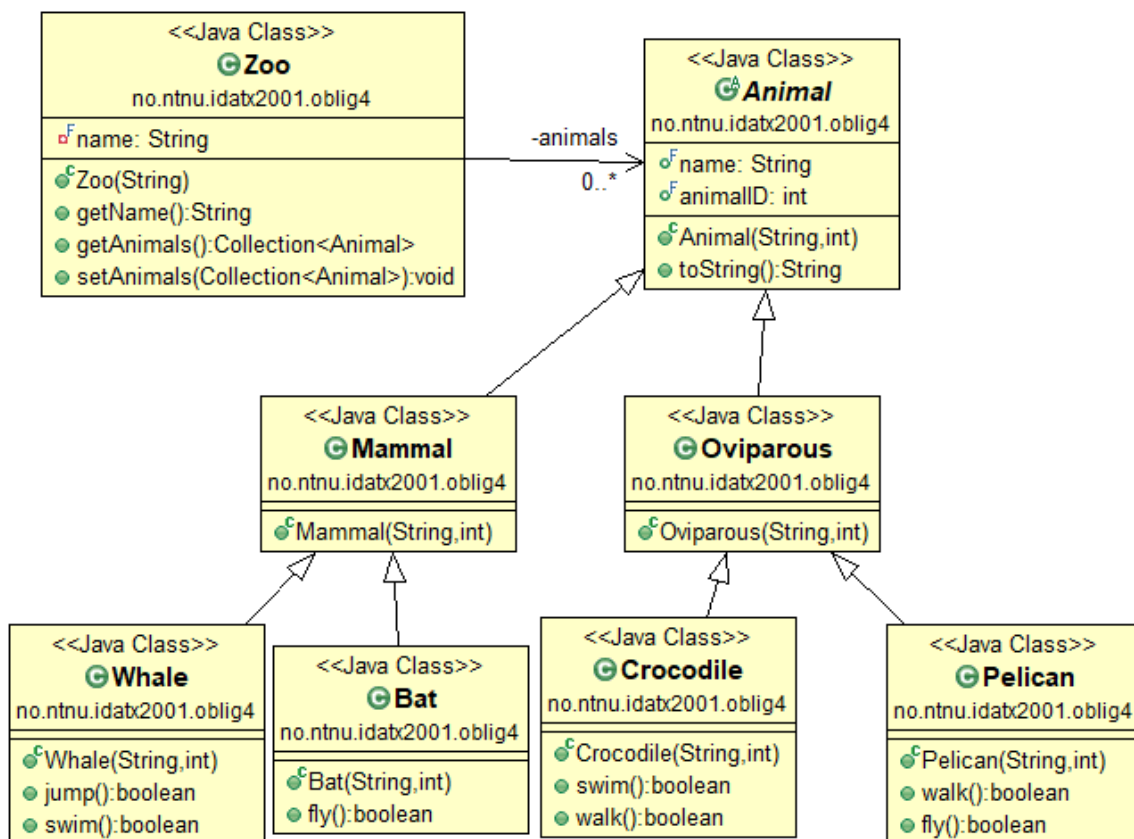 <<Java Class>>
Zoo
no.ntnu.idatx2001.oblig4
name: String
Zoo(String)
getName():String
getAnimals():Collection<Animal>
setAnimals(Collection<Animal>):void
-animals
0..*
<<Java Class>>
Animal
no.ntnu.idatx2001.oblig4
name: String
animalID: int
Animal(String,int)
toString():String
<<Java Class>>
Mammal
no.ntnu.idatx2001.oblig4
Mammal(String,int)
<<Java Class>>
Oviparous
no.ntnu.idatx2001.oblig4
Oviparous(String,int)
<<Java Class>>
Whale
no.ntnu.idatx2001.oblig4
Whale(String,int)
jump():boolean
swim():boolean
<<Java Class>>
Bat
no.ntnu.idatx2001.oblig4
Bat(String,int)
fly():boolean
<<Java Class>>
Crocodile
no.ntnu.idatx2001.oblig4
Crocodile(String,int)
swim():boolean
walk():boolean
<<Java Class>>
Pelican
no.ntnu.idatx2001.oblig4
Pelican(String,int)
walk():boolean
fly():boolean